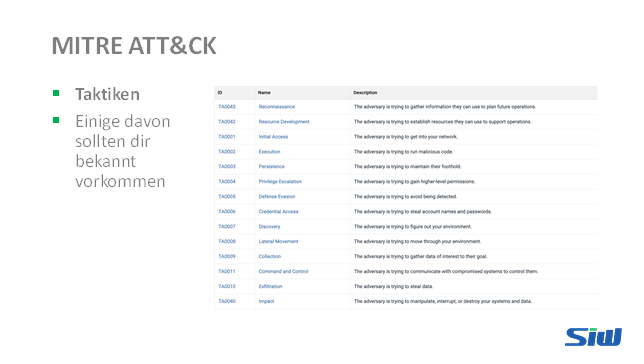 MITRE ATT&CK
Taktiken
Einige davon
sollten dir
bekannt
vorkommen
ID Name Description
TA0043 Reconnaissance The adversary is trying to gather information they can use to plan future operations.
TA0042 Resource Development The adversary is trying to establish resources they can use to support operations.
TA0001 Initial Access The adversary is trying to get into your network.
TA0002 Execution The adversary is trying to run malicious code.
TA0003 Persistence The adversary is trying to maintain their foothold.
TA0004 Privilege Escalation The adversary is trying to gain higher-level permissions.
TA0005 Defense Evasion The adversary is trying to avoid being detected.
TA0006 Credential Access The adversary is trying to steal account names and passwords.
TA0007 Discovery The adversary is trying to figure out your environment.
TA0008 Lateral Movement The adversary is trying to move through your environment.
TA0009 Collection The adversary is trying to gather data of interest to their goal.
TA0011 Command and Control The adversary is trying to communicate with compromised systems to control them.
TA0010 Exfiltration The adversary is trying to steal data.
TA0040 Impact The adversary is trying to manipulate, interrupt, or destroy your systems and data.
SIW